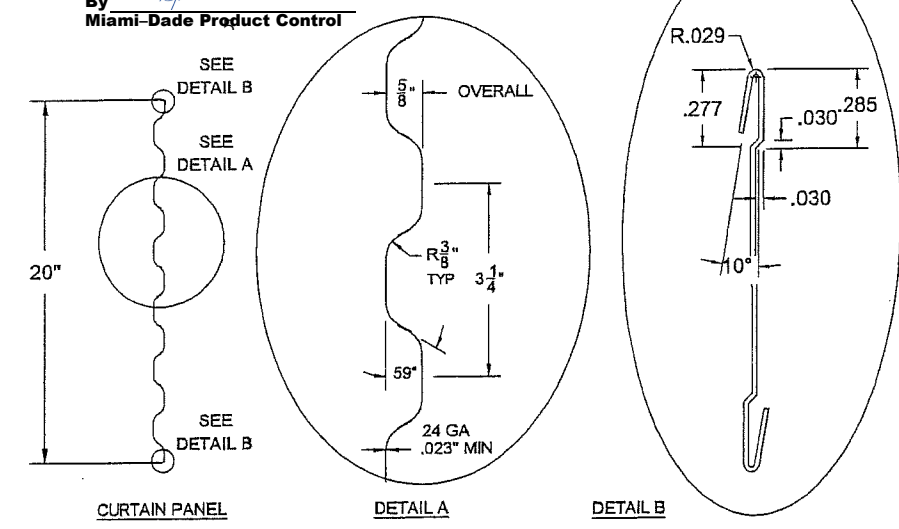 By
Miami–Dade Product Control
SEE
DETAIL B
SEE
DETAIL A
20"
SEE
DETAIL B
CURTAIN PANEL
5/8" OVERALL
R3/8"
TYP
3 1/4"
59°
24 GA
.023" MIN
DETAIL A
R.029
.277
.030
.285
.030
10°
DETAIL B